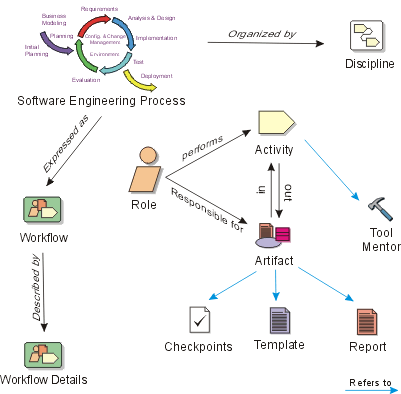 Requirements
Business
Modeling
Analysis & Design
Planning
Config. & Change
Management
Implementation
Initial
Planning
Environment
Test
Evaluation
Deployment
Software Engineering Process
Organized by
Discipline
Expressed as
performs
Activity
Role
Responsible for
in
out
Workflow
Artifact
Tool
Mentor
Described by
Checkpoints
Template
Report
Workflow Details
Refers to